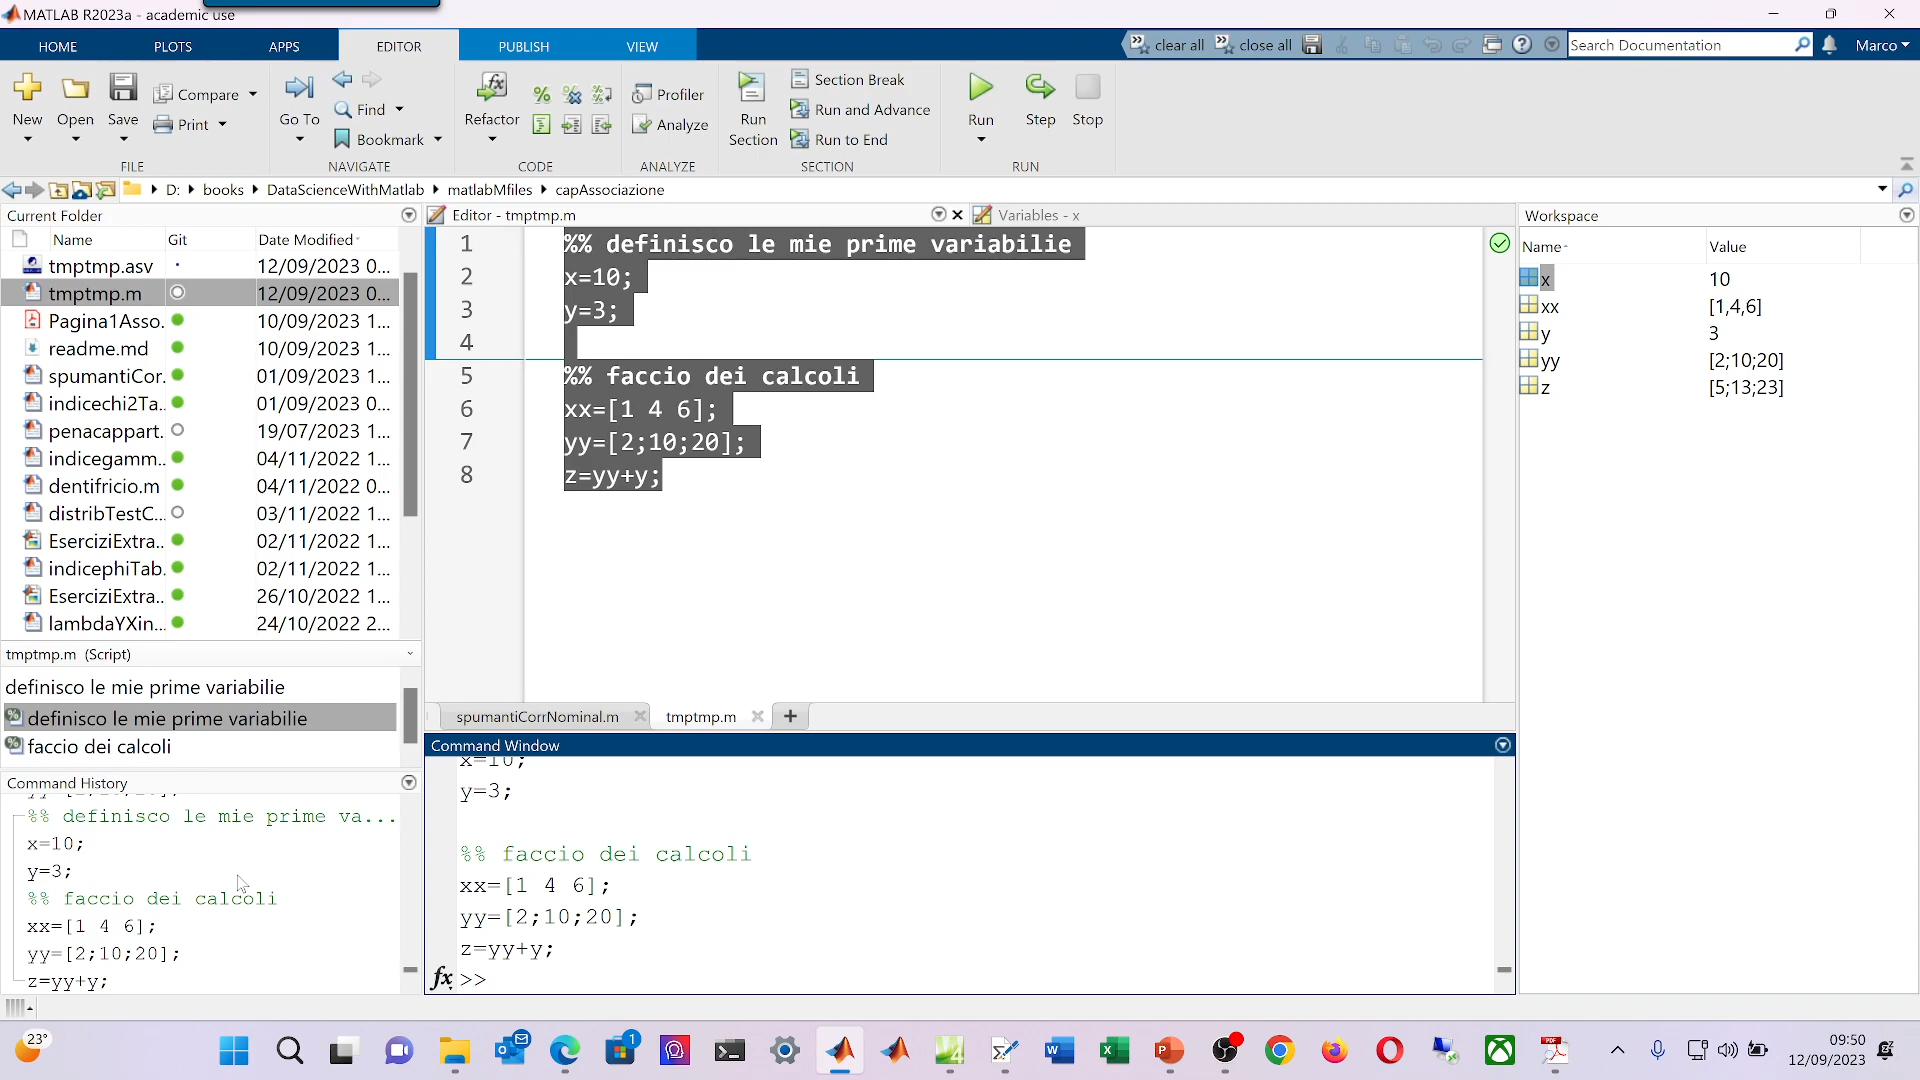 MATLAB R2023a - academic use
HOME
PLOTS
APPS
EDITOR
PUBLISH
VIEW
clear all
close all
Search Documentation
Marco
New
Open
Save
Compare
Print
FILE
Go To
Find
Bookmark
NAVIGATE
Refactor
CODE
Profiler
Analyze
ANALYZE
Run Section
Section Break
Run and Advance
Run to End
SECTION
Run
Step
Stop
RUN
D: books DataScienceWithMatlab matlabMfiles capAssociazione
Current Folder
Name Git Date Modified
tmptmp.asv 12/09/2023 0...
tmptmp.m 12/09/2023 0...
Pagina1Asso. 10/09/2023 1...
readme.md 10/09/2023 1...
spumantiCor. 01/09/2023 1...
indicechi2Ta.. 01/09/2023 0...
penacappart. 19/07/2023 1...
indicegamm.. 04/11/2022 1...
dentifricio.m 04/11/2022 0...
distribTestC... 03/11/2022 1...
EserciziExtra.. 02/11/2022 1...
indicephiTab. 02/11/2022 1...
EserciziExtra.. 26/10/2022 1...
lambdaYXin... 24/10/2022 2...
tmptmp.m (Script)
definisco le mie prime variabilie
definisco le mie prime variabilie
faccio dei calcoli
Command History
%% definisco le mie prime va...
x=10;
y=3;
%% faccio dei calcoli
xx=[1 4 6];
yy=[2;10;20];
z=yy+y;
Editor - tmptmp.m
Variables - x
1 %% definisco le mie prime variabilie
2 x=10;
3 y=3;
4
5 %% faccio dei calcoli
6 xx=[1 4 6];
7 yy=[2;10;20];
8 z=yy+y;
spumantiCorrNominal.m
tmptmp.m
Command Window
x=10;
y=3;
%% faccio dei calcoli
xx=[1 4 6];
yy=[2;10;20];
z=yy+y;
fx >>
Workspace
Name Value
x 10
xx [1,4,6]
y 3
yy [2;10;20]
z [5;13;23]
23°
1
09:50
12/09/2023